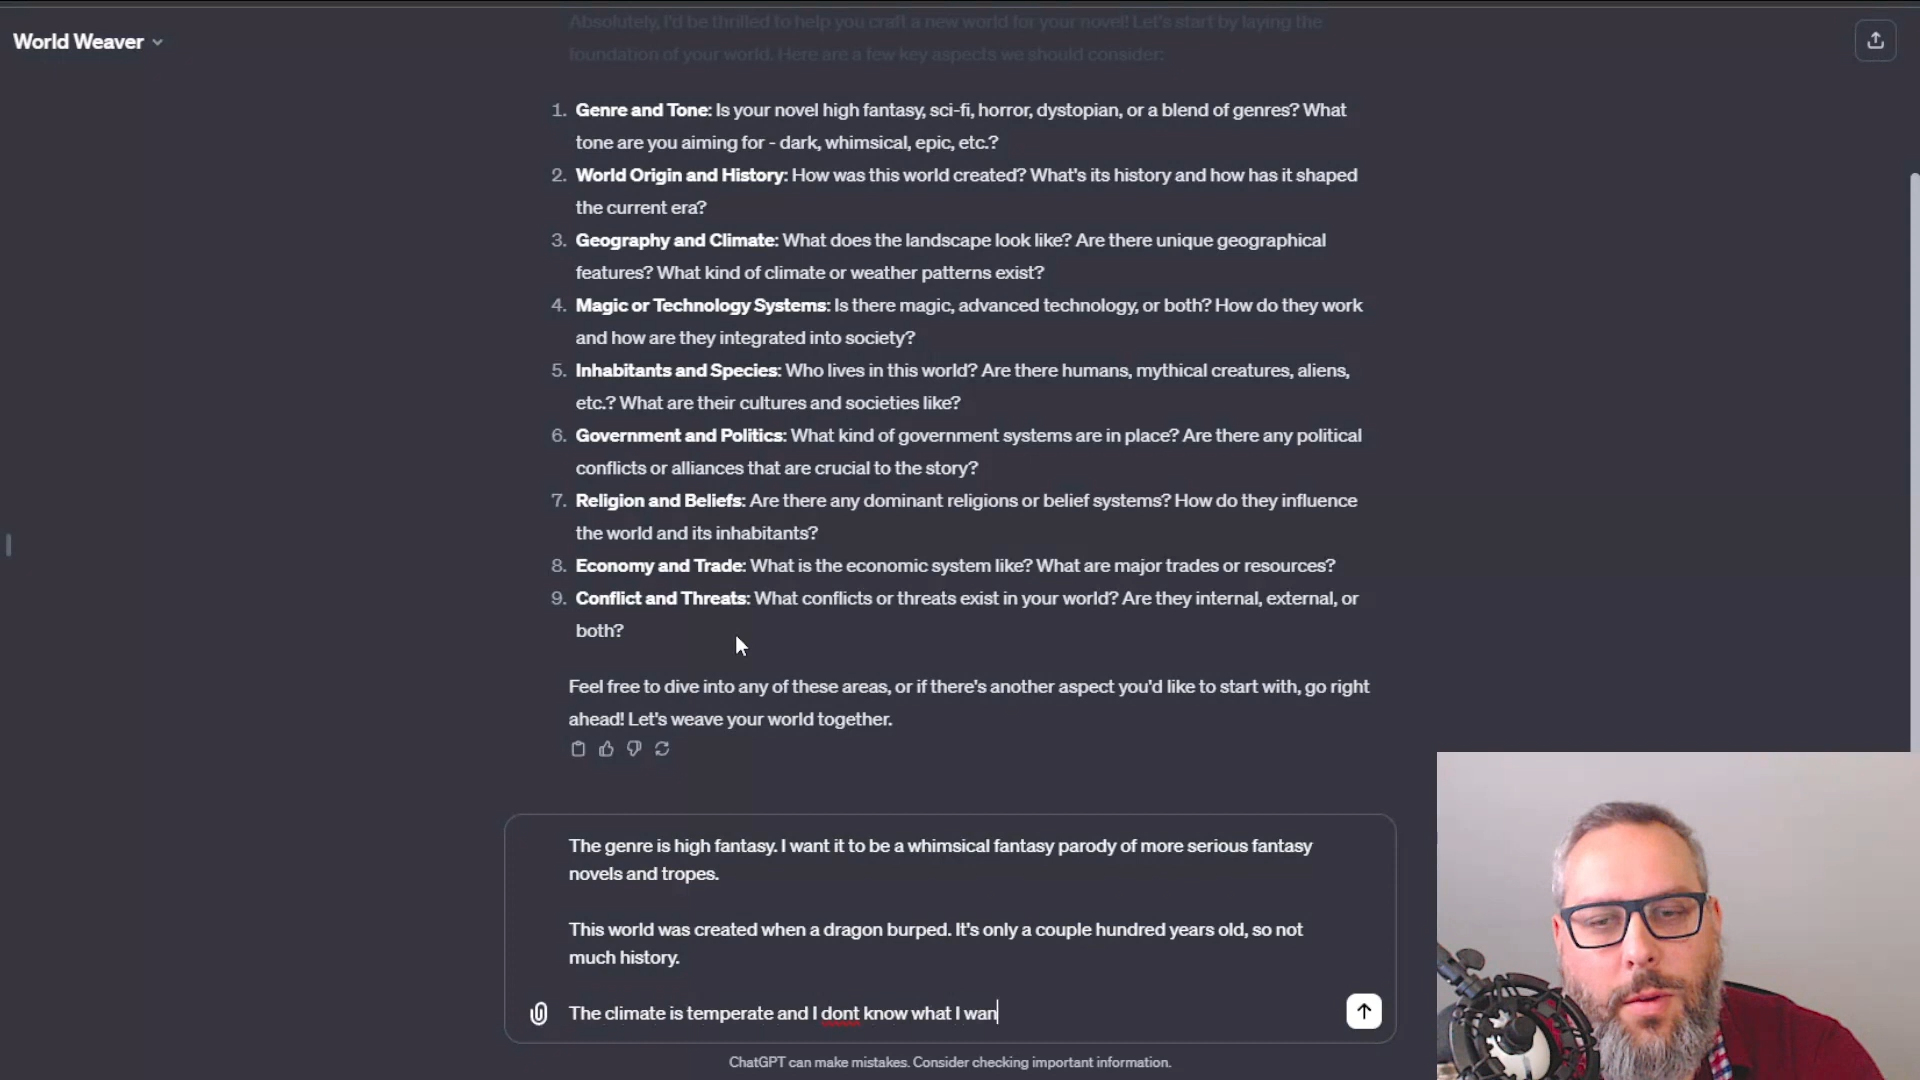 World Weaver
Absolutely, I'd be thrilled to help you craft a new world for your novel! Let's start by laying the
foundation of your world. Here are a few key aspects we should consider:
1. Genre and Tone: Is your novel high fantasy, sci-fi, horror, dystopian, or a blend of genres? What
tone are you aiming for - dark, whimsical, epic, etc.?
2. World Origin and History: How was this world created? What's its history and how has it shaped
the current era?
3. Geography and Climate: What does the landscape look like? Are there unique geographical
features? What kind of climate or weather patterns exist?
4. Magic or Technology Systems: Is there magic, advanced technology, or both? How do they work
and how are they integrated into society?
5. Inhabitants and Species: Who lives in this world? Are there humans, mythical creatures, aliens,
etc.? What are their cultures and societies like?
6. Government and Politics: What kind of government systems are in place? Are there any political
conflicts or alliances that are crucial to the story?
7. Religion and Beliefs: Are there any dominant religions or belief systems? How do they influence
the world and its inhabitants?
8. Economy and Trade: What is the economic system like? What are major trades or resources?
9. Conflict and Threats: What conflicts or threats exist in your world? Are they internal, external, or
both?
Feel free to dive into any of these areas, or if there's another aspect you'd like to start with, go right
ahead! Let's weave your world together.
The genre is high fantasy. I want it to be a whimsical fantasy parody of more serious fantasy
novels and tropes.
This world was created when a dragon burped. It's only a couple hundred years old, so not
much history.
The climate is temperate and I dont know what I wan
ChatGPT can make mistakes. Consider checking important information.